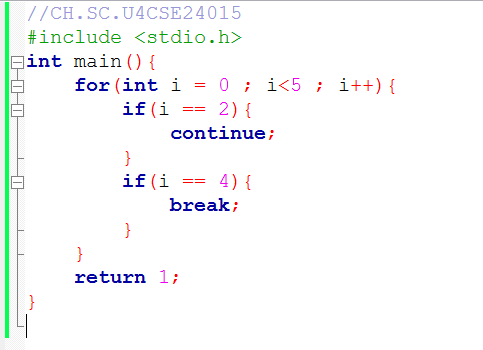 //CH.SC.U4CSE24015
#include <stdio.h>
int main(){
    for(int i = 0 ; i<5 ; i++){
        if(i == 2){
            continue;
        }
        if(i == 4){
            break;
        }
    }
    return 1;
}